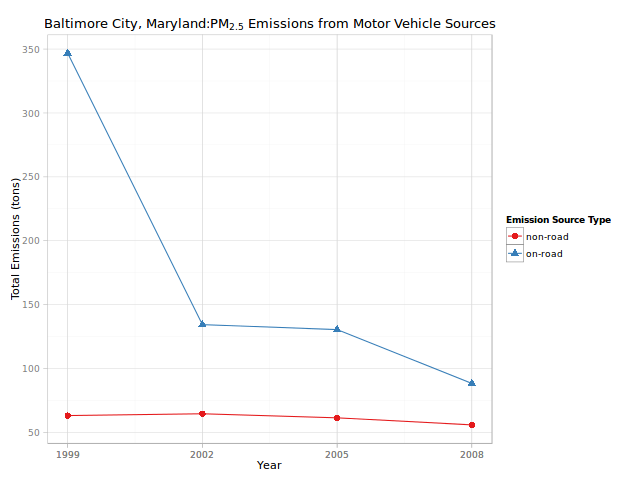 Baltimore City, Maryland:PM2.5 Emissions from Motor Vehicle Sources
350
300
250
200
150
100
50
Total Emissions (tons)
1999 2002 2005 2008
Year
Emission Source Type
non-road
on-road